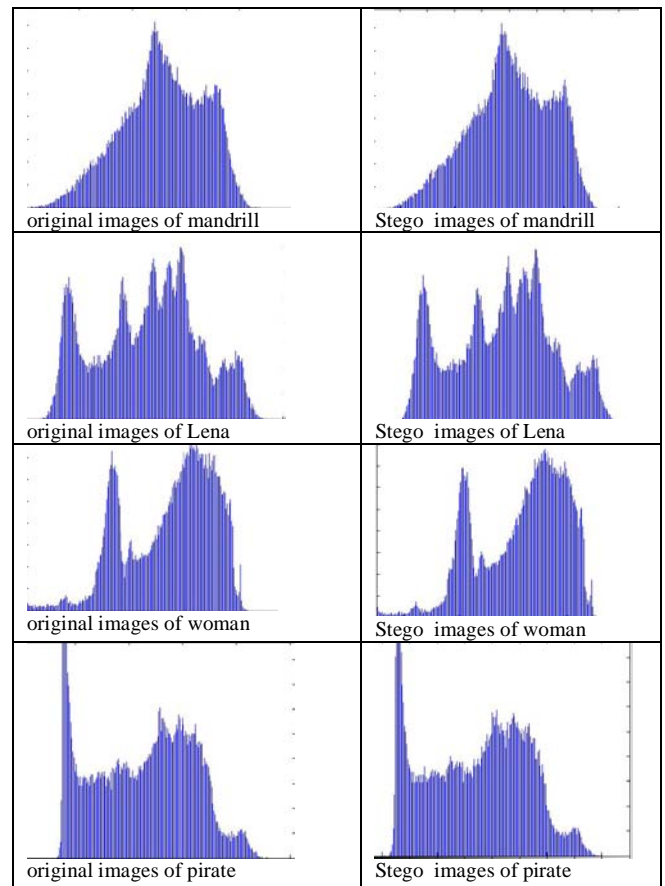 original images of mandrill
Stego images of mandrill
original images of Lena
Stego images of Lena
original images of woman
Stego images of woman
original images of pirate
Stego images of pirate